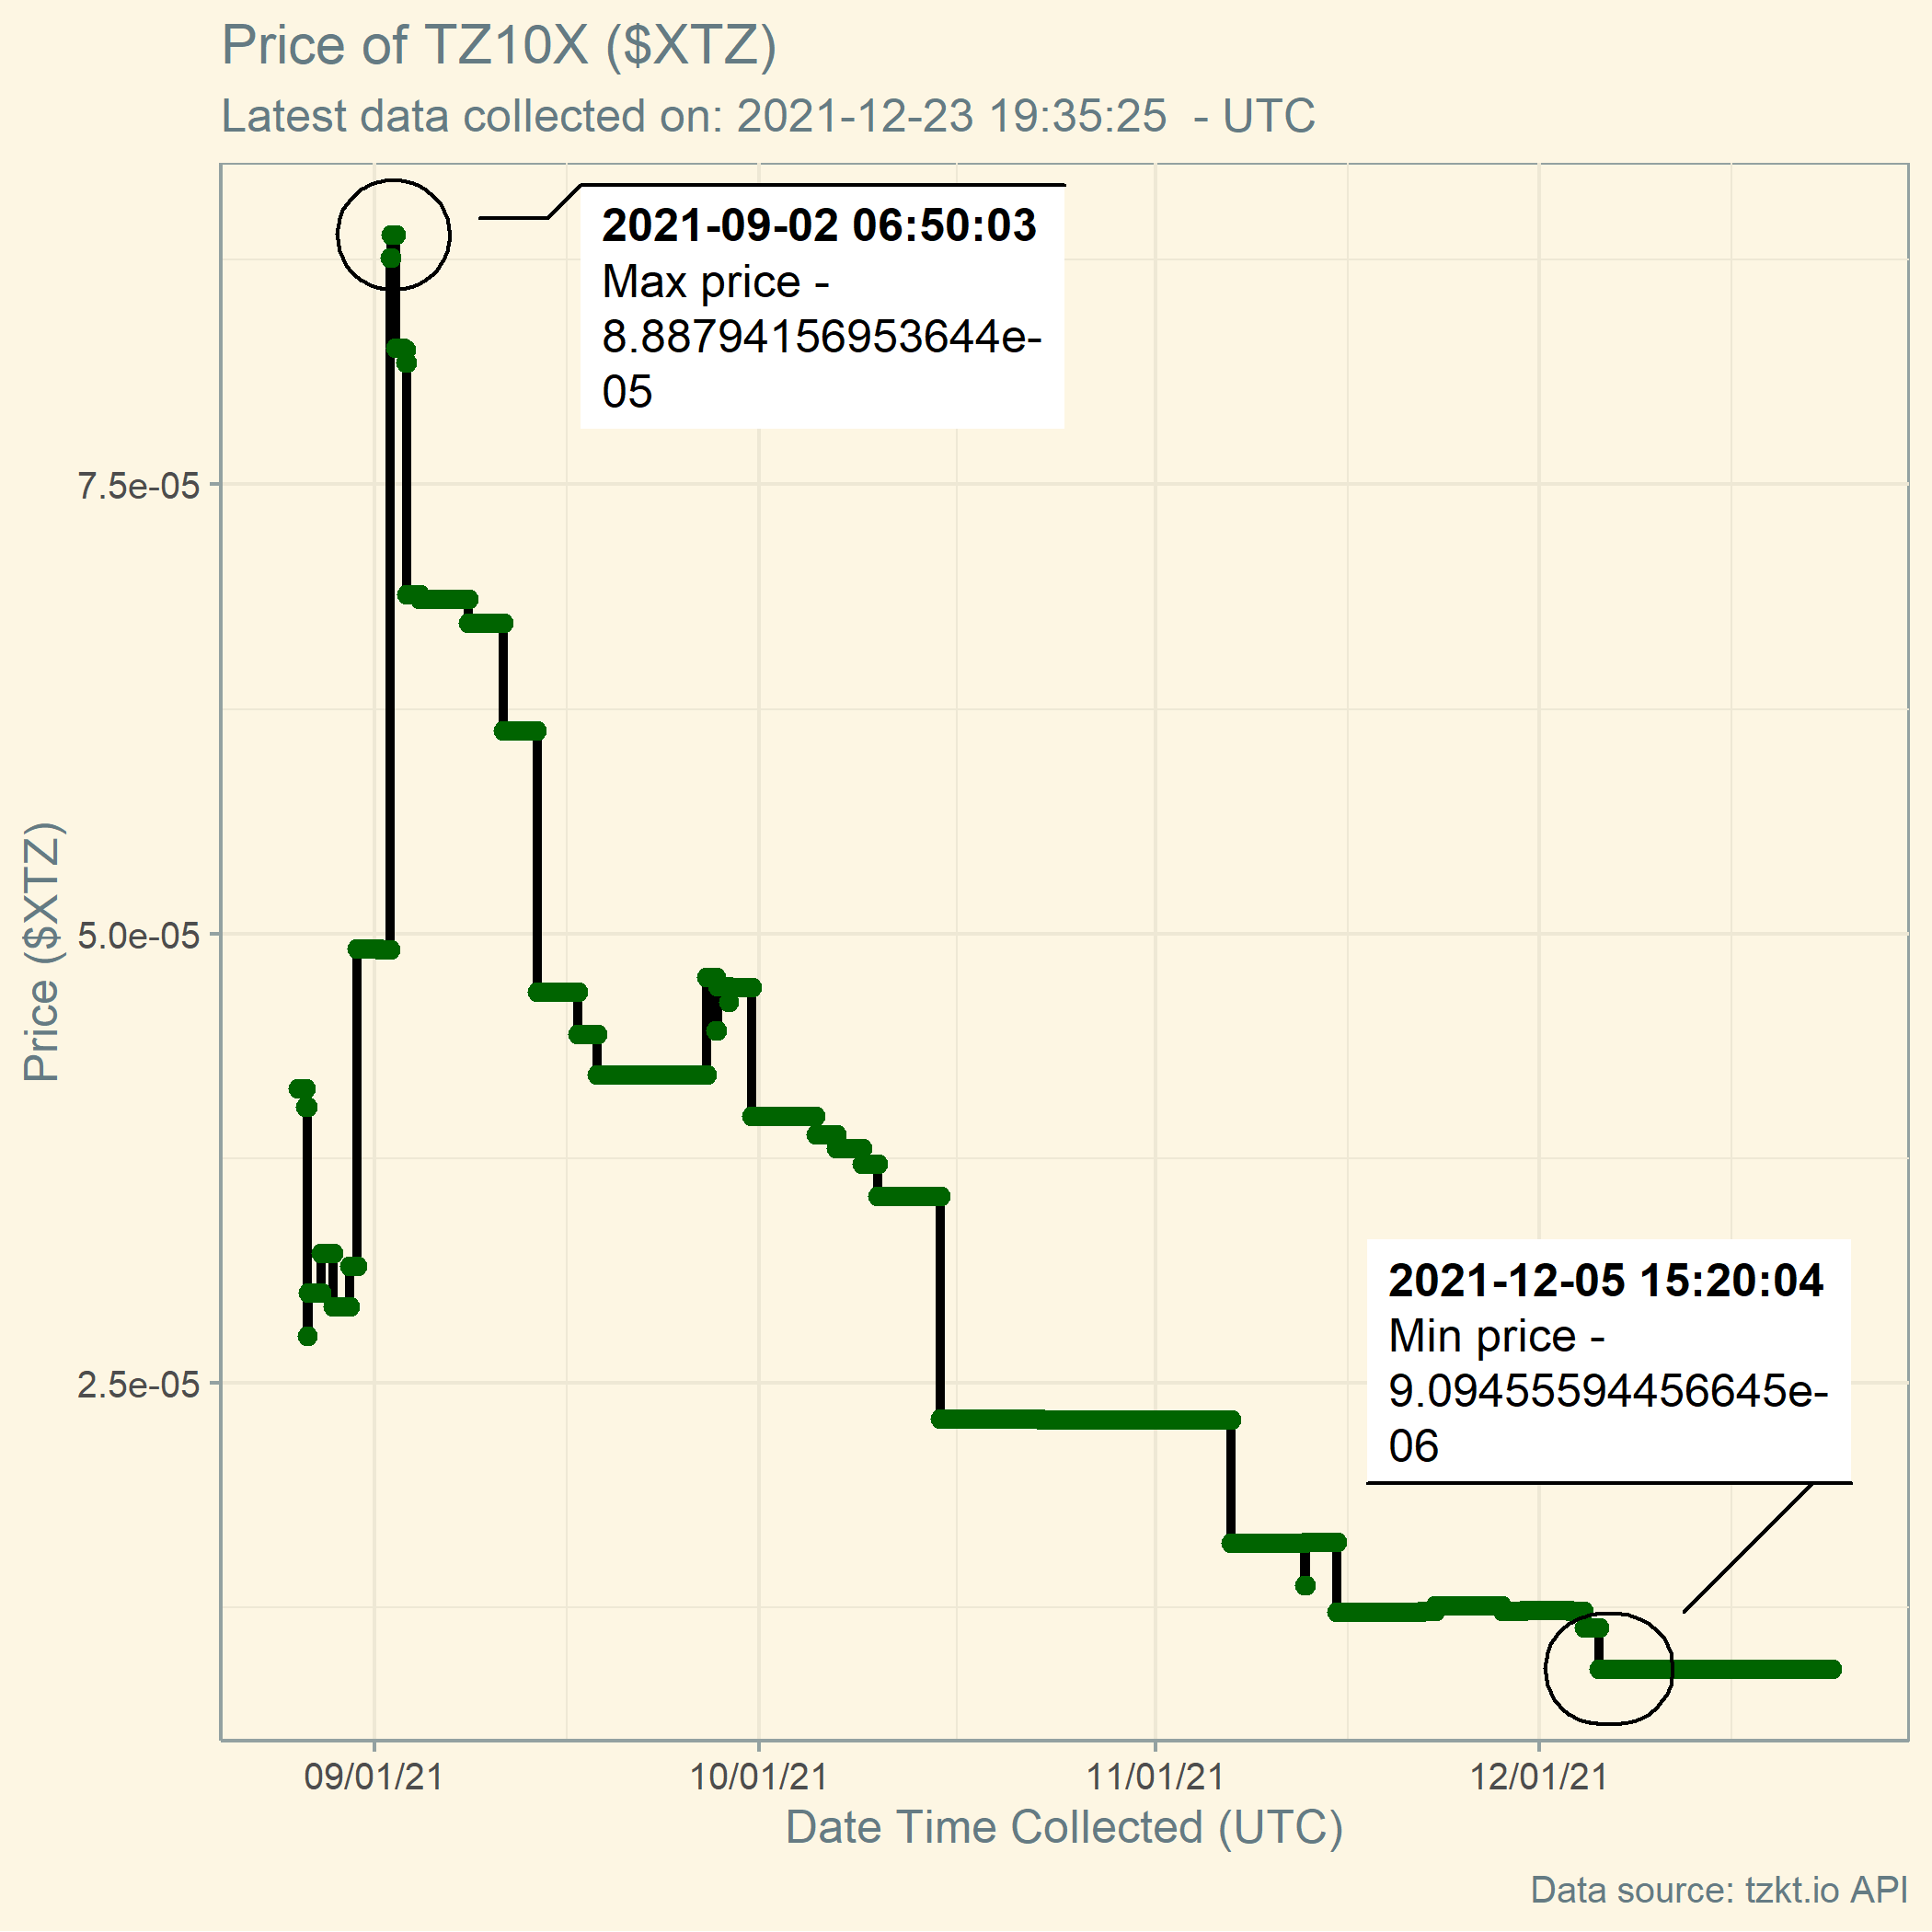 Price of TZ10X ($XTZ)
Latest data collected on: 2021-12-23 19:35:25  - UTC
2021-09-02 06:50:03
Max price -
8.88794156953644e-
05
7.5e-05
5.0e-05
2.5e-05
Price ($XTZ)
2021-12-05 15:20:04
Min price -
9.09455594456645e-
06
09/01/21
10/01/21
11/01/21
12/01/21
Date Time Collected (UTC)
Data source: tzkt.io API